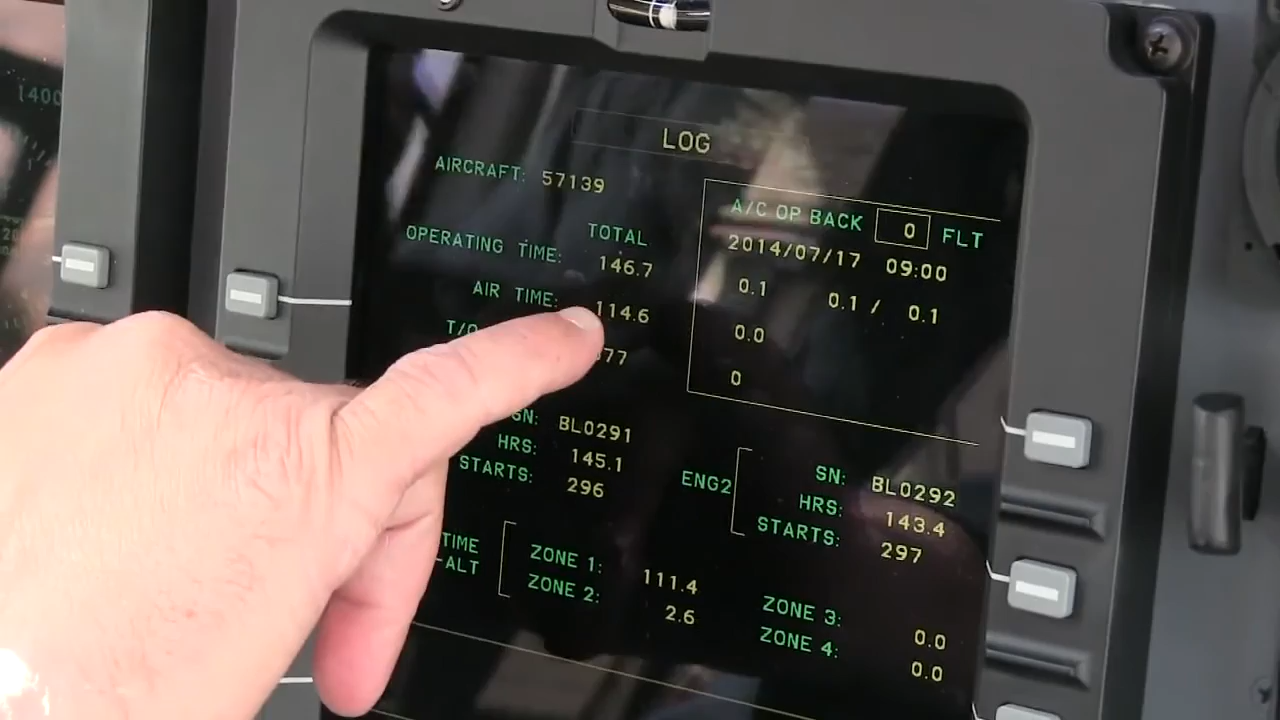 1400
LOG
AIRCRAFT: 57139
TOTAL
OPERATING TIME: 146.7
AIR TIME: 114.6
T/O
77
A/C OP BACK 0 FLT
2014/07/17 09:00
0.1 0.1 / 0.1
0.0
0
SN: BL0291
HRS: 145.1
STARTS: 296
ENG2
SN: BL0292
HRS: 143.4
STARTS: 297
TIME
-ALT
ZONE 1: 111.4
ZONE 2: 2.6
ZONE 3: 0.0
ZONE 4: 0.0